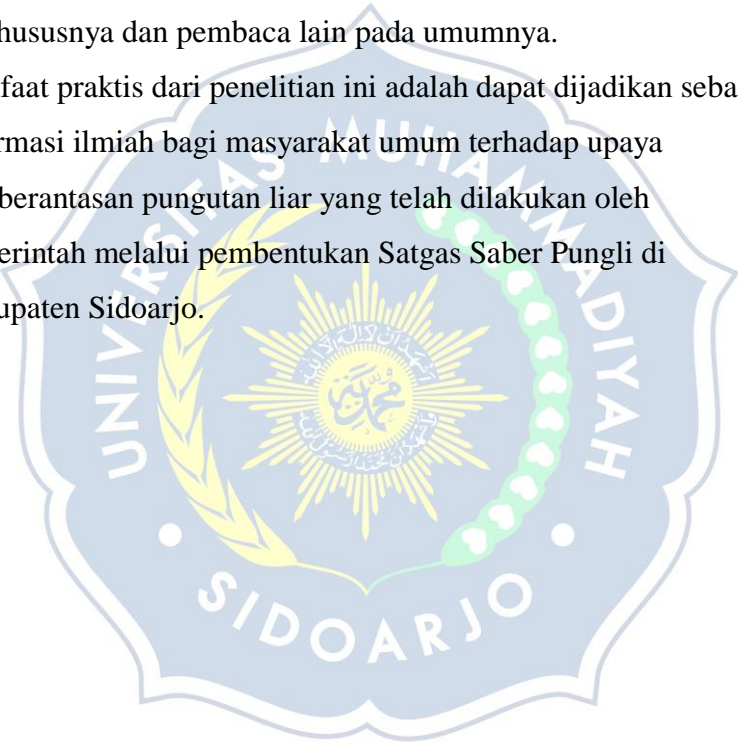 hususnya dan pembaca lain pada umumnya.
faat praktis dari penelitian ini adalah dapat dijadikan seba
rmasi ilmiah bagi masyarakat umum terhadap upaya
berantasan pungutan liar yang telah dilakukan oleh
erintah melalui pembentukan Satgas Saber Pungli di
upaten Sidoarjo.
UNIVERSITAS MUHAMMADIYAH
SIDOARJO